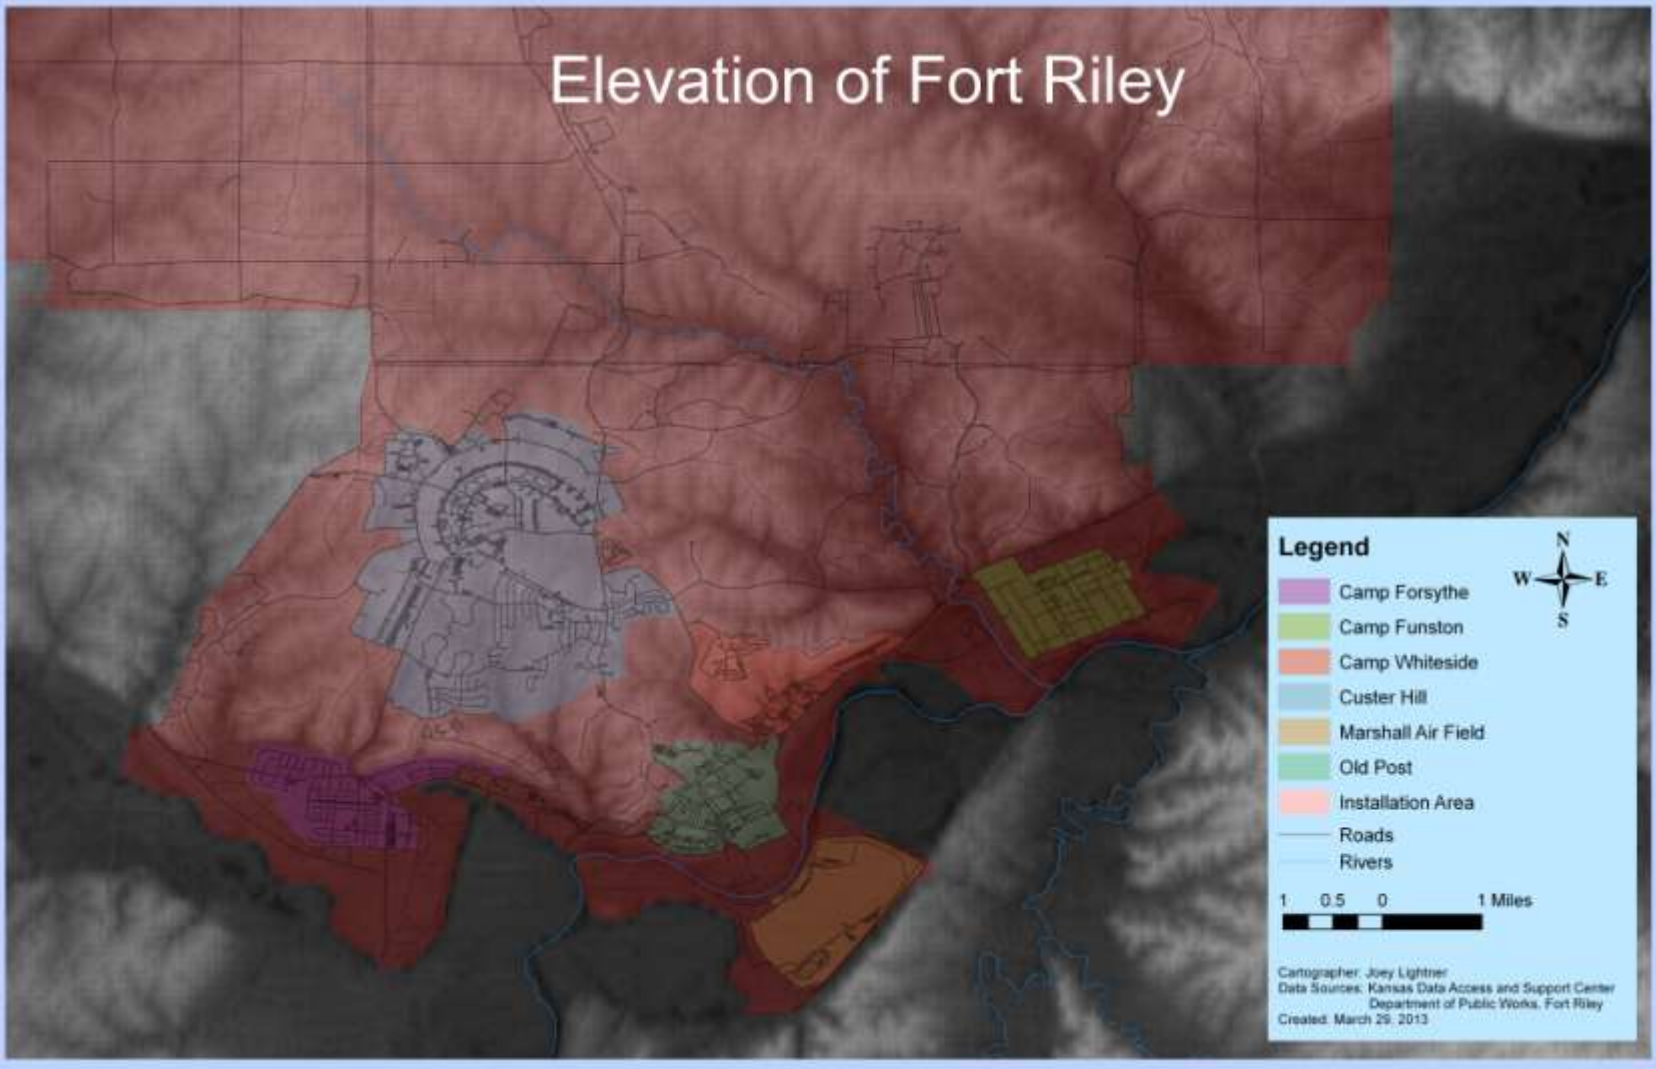 Elevation of Fort Riley
Legend
N
W E
S
Camp Forsythe
Camp Funston
Camp Whiteside
Custer Hill
Marshall Air Field
Old Post
Installation Area
Roads
Rivers
1 0.5 0 1 Miles
Cartographer: Joey Lightner
Data Sources: Kansas Data Access and Support Center
Department of Public Works, Fort Riley
Created: March 29, 2013